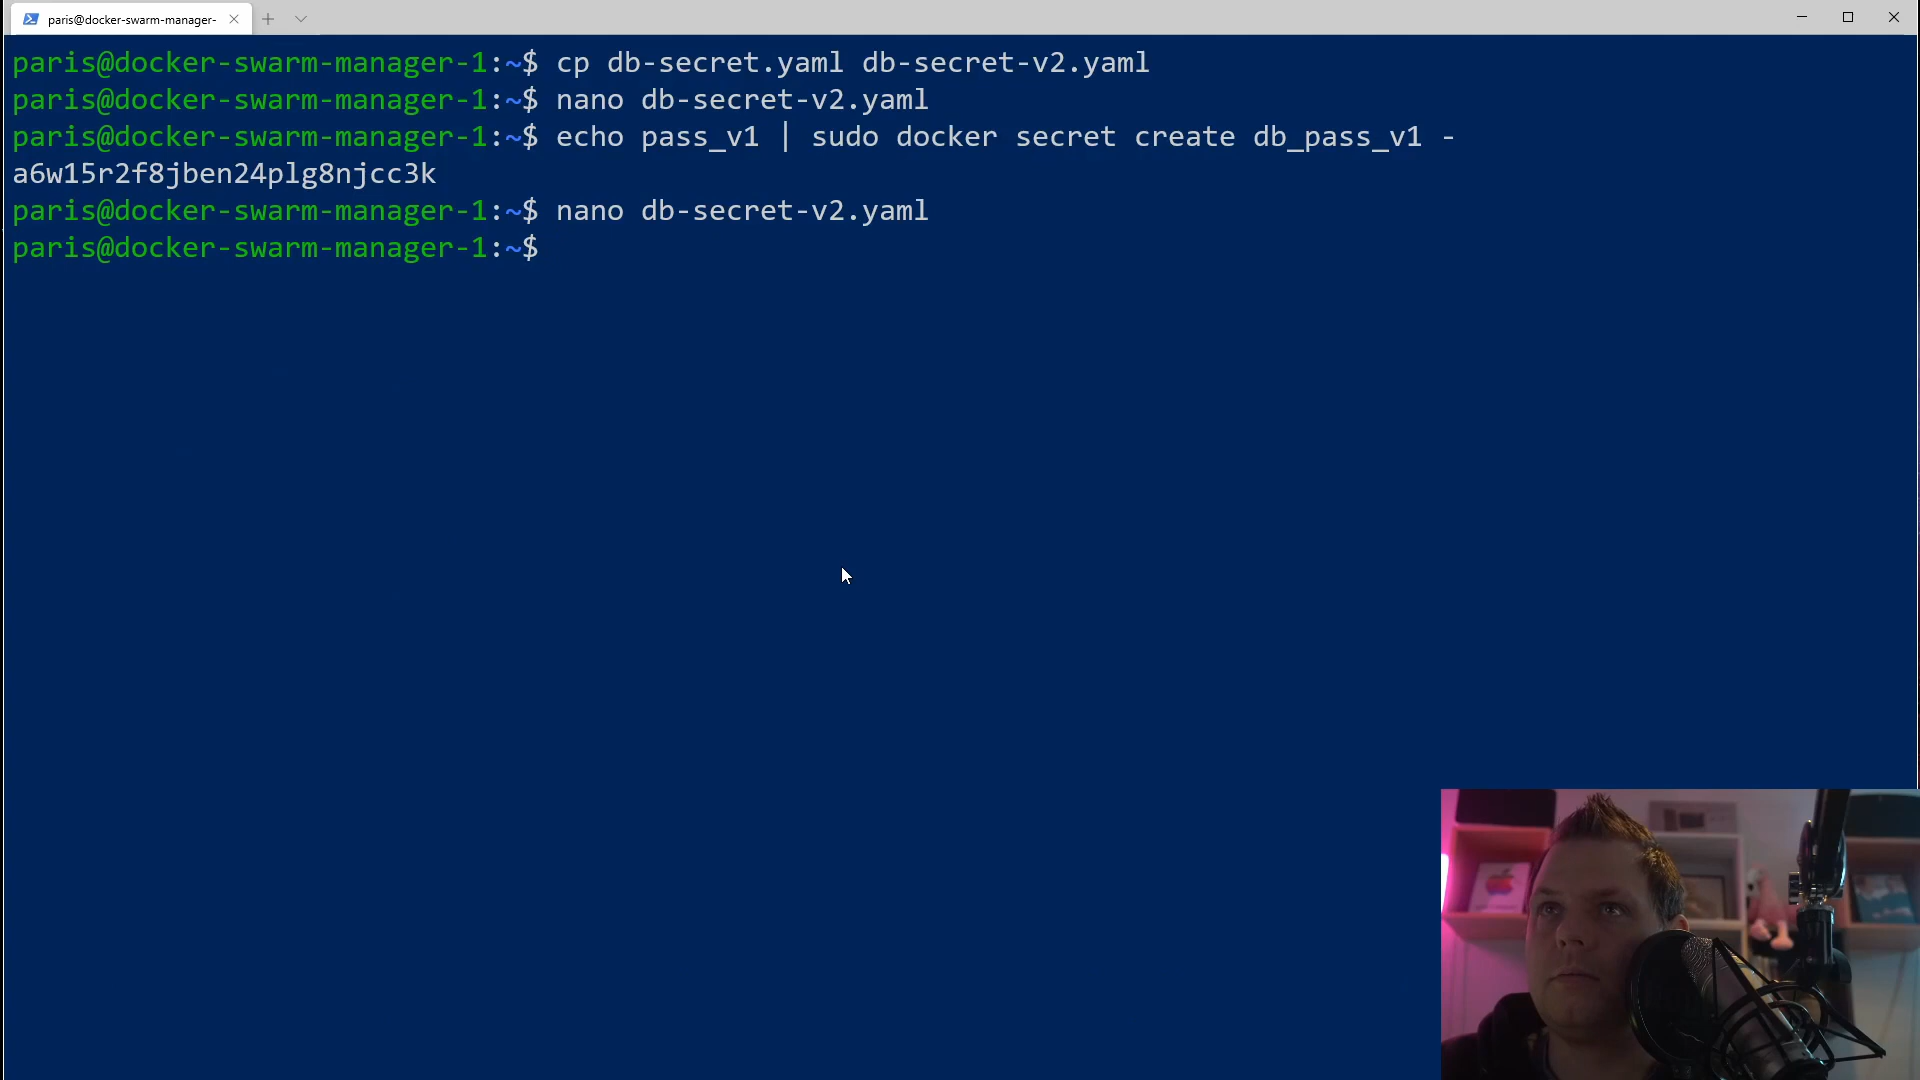 paris@docker-swarm-manager-
paris@docker-swarm-manager-1:~$ cp db-secret.yaml db-secret-v2.yaml
paris@docker-swarm-manager-1:~$ nano db-secret-v2.yaml
paris@docker-swarm-manager-1:~$ echo pass_v1 | sudo docker secret create db_pass_v1 -
a6w15r2f8jben24plg8njcc3k
paris@docker-swarm-manager-1:~$ nano db-secret-v2.yaml
paris@docker-swarm-manager-1:~$